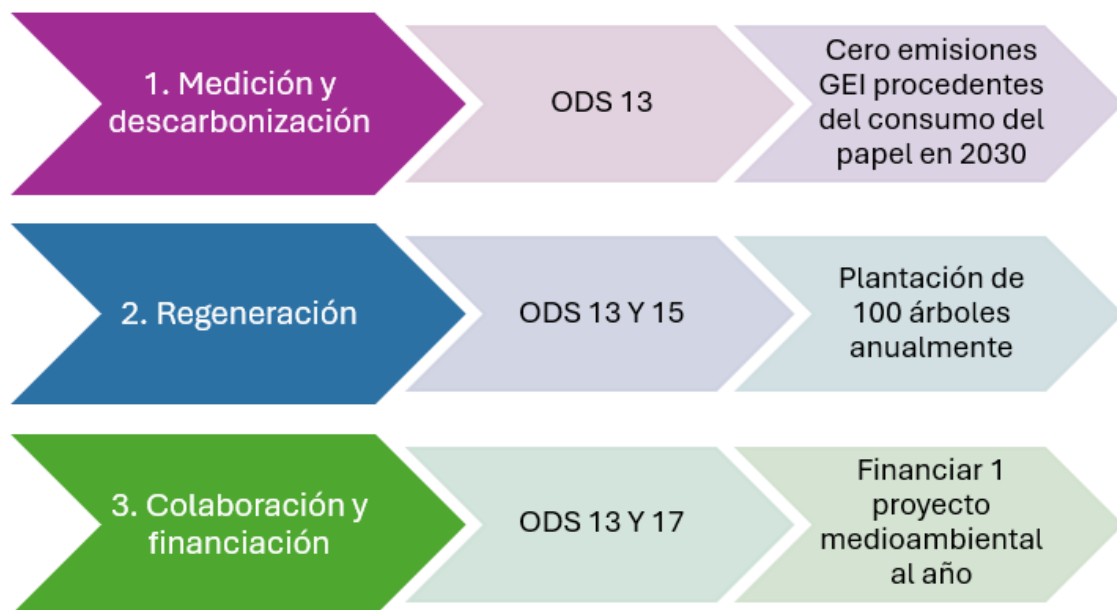 1. Medición y
descarbonización
ODS 13
Cero emisiones
GEI procedentes
del consumo del
papel en 2030
2. Regeneración
ODS 13 Y 15
Plantación de
100 árboles
anualmente
3. Colaboración y
financiación
ODS 13 Y 17
Financiar 1
proyecto
medioambiental
al año